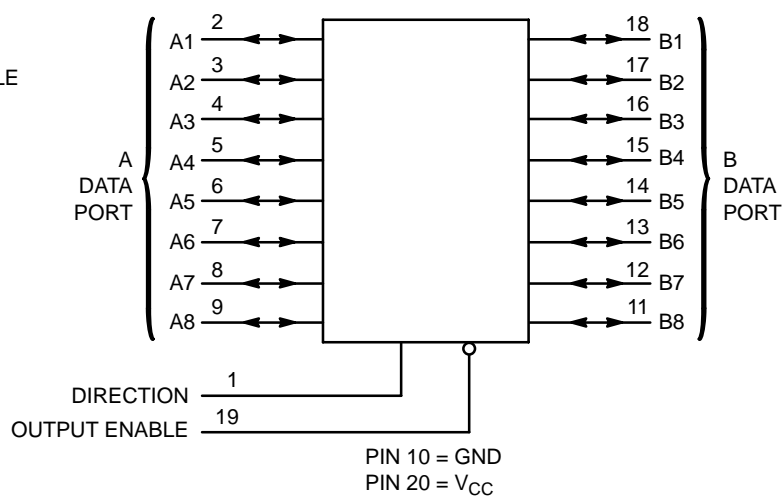 A1 2 18 B1
A2 3 17 B2
A3 4 16 B3
A4 5 15 B4
A5 6 14 B5
A6 7 13 B6
A7 8 12 B7
A8 9 11 B8
A
DATA
PORT
B
DATA
PORT
DIRECTION 1
OUTPUT ENABLE 19
PIN 10 = GND
PIN 20 = VCC